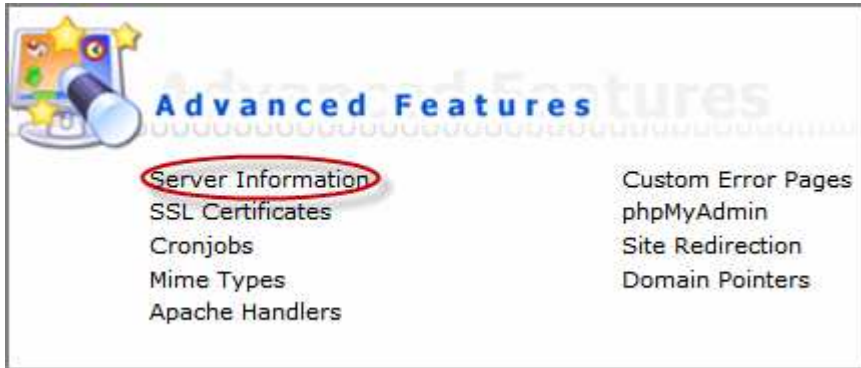 Advanced Features
Server Information
SSL Certificates
Cronjobs
Mime Types
Apache Handlers
Custom Error Pages
phpMyAdmin
Site Redirection
Domain Pointers